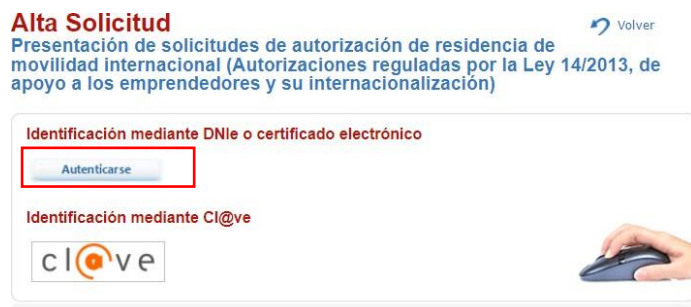 Alta Solicitud
Volver
Presentación de solicitudes de autorización de residencia de
movilidad internacional (Autorizaciones reguladas por la Ley 14/2013, de
apoyo a los emprendedores y su internacionalización)
Identificación mediante DNIe o certificado electrónico
Autenticarse
Identificación mediante Cl@ve
cl@ve